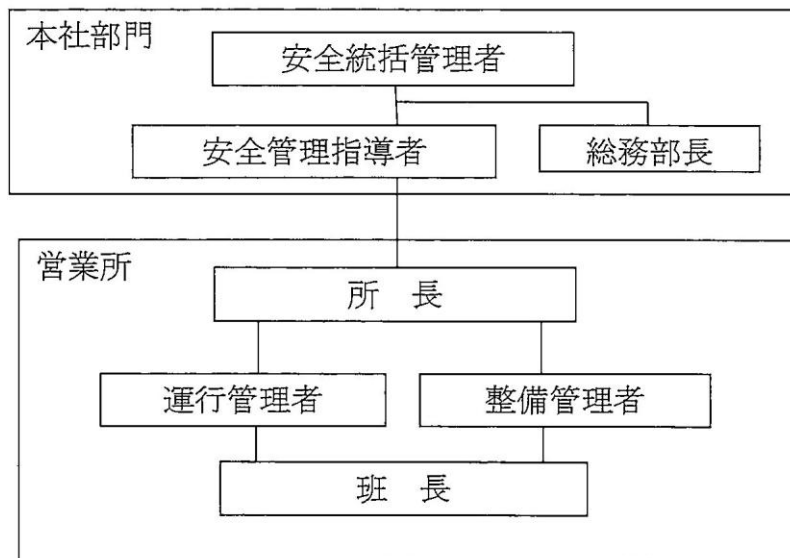 本社部門
安全統括管理者
安全管理指導者
総務部長
営業所
所　長
運行管理者
整備管理者
班　長